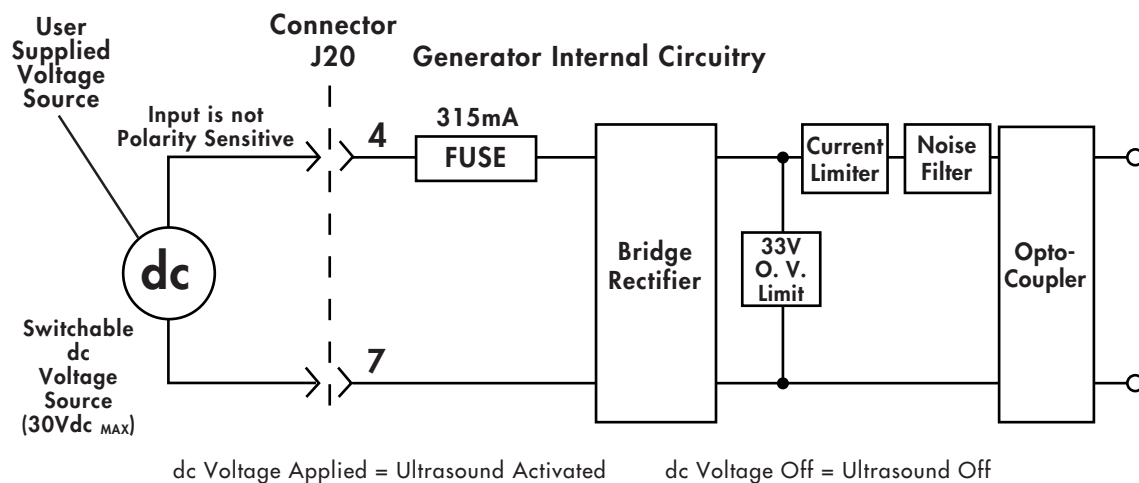 User
Supplied
Voltage
Source
Connector
J20
Generator Internal Circuitry
Input is not
Polarity Sensitive
4
315mA
FUSE
Current
Limiter
Noise
Filter
dc
Bridge
Rectifier
33V
O. V.
Limit
Opto-
Coupler
Switchable
dc
Voltage
Source
(30Vdc MAX)
7
dc Voltage Applied = Ultrasound Activated
dc Voltage Off = Ultrasound Off